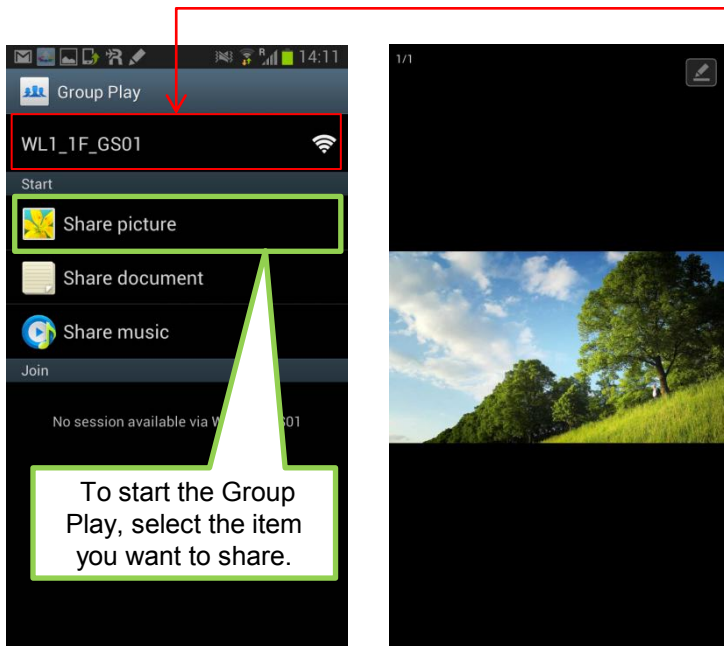 14:11
Group Play
WL1_1F_GS01
Start
Share picture
Share document
Share music
Join
No session available via
To start the Group
Play, select the item
you want to share.
1/1